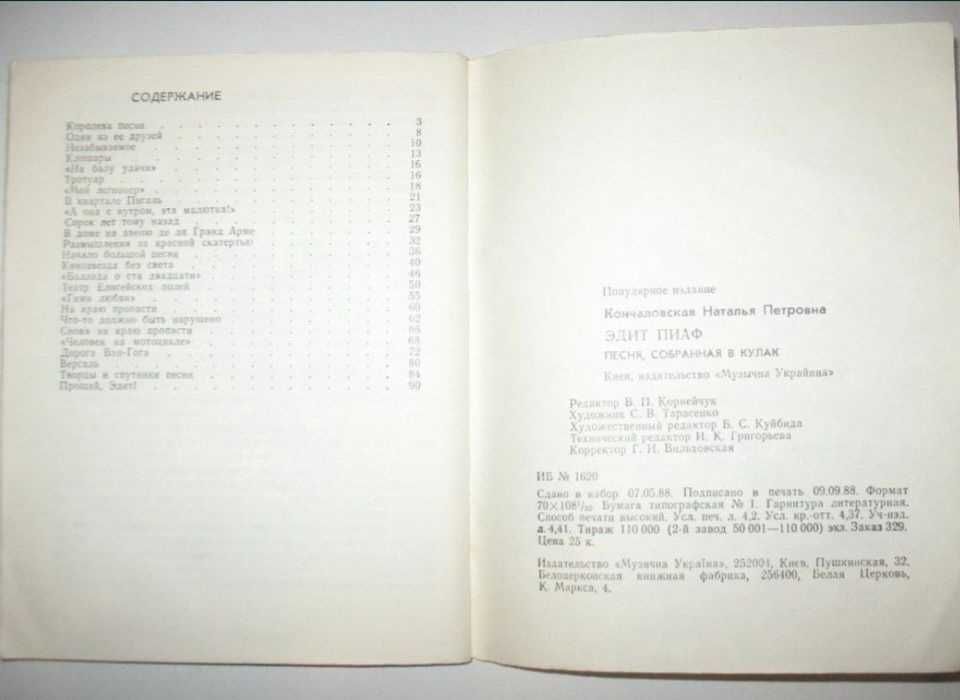 СОДЕРЖАНИЕ
Королева песни 3
Один из ее друзей 8
Незабываемое 10
Клошары 13
«На балу удачи» 16
Тротуар 16
«Мой легионер» 18
В квартале Пигаль 21
«А она с нутром, эта малютка!» 23
Сорок лет тому назад 27
В доме на авеню де ля Гранд Арме 29
Размышления за красной скатертью 32
Начало большой песни 36
Кинозвезда без света 40
«Баллада о ста двадцати» 46
Театр Елисейских полей 50
«Гимн любви» 55
На краю пропасти 60
Что-то должно быть нарушено 62
Снова на краю пропасти 66
«Человек на мотоцикле» 68
Дорога Ван-Гога 72
Версаль 80
Творцы и спутники песни 84
Прощай, Эдит! 90
Популярное издание
Кончаловская Наталья Петровна
ЭДИТ ПИАФ
ПЕСНЯ, СОБРАННАЯ В КУЛАК
Киев, издательство «Музична Украйина»
Редактор В. П. Корнейчук
Художник С. В. Тарасенко
Художественный редактор Б. С. Куйбида
Технический редактор И. К. Григорьева
Корректор Г. И. Вильховская
ИБ № 1620
Сдано в набор 07.05.88. Подписано в печать 09.09.88. Формат
70×108¹/₃₂ Бумага типографская № 1. Гарнитура литературная.
Способ печати высокий. Усл. печ. л. 4,2. Усл. кр.-отт. 4,37. Уч-изд.
л. 4,41. Тираж 110 000 (2-й завод 50 001—110 000) экз. Заказ 329.
Цена 25 к.
Издательство «Музична Україна», 252004, Киев, Пушкинская, 32.
Белоцерковская книжная фабрика, 256400, Белая Церковь,
К. Маркса, 4.